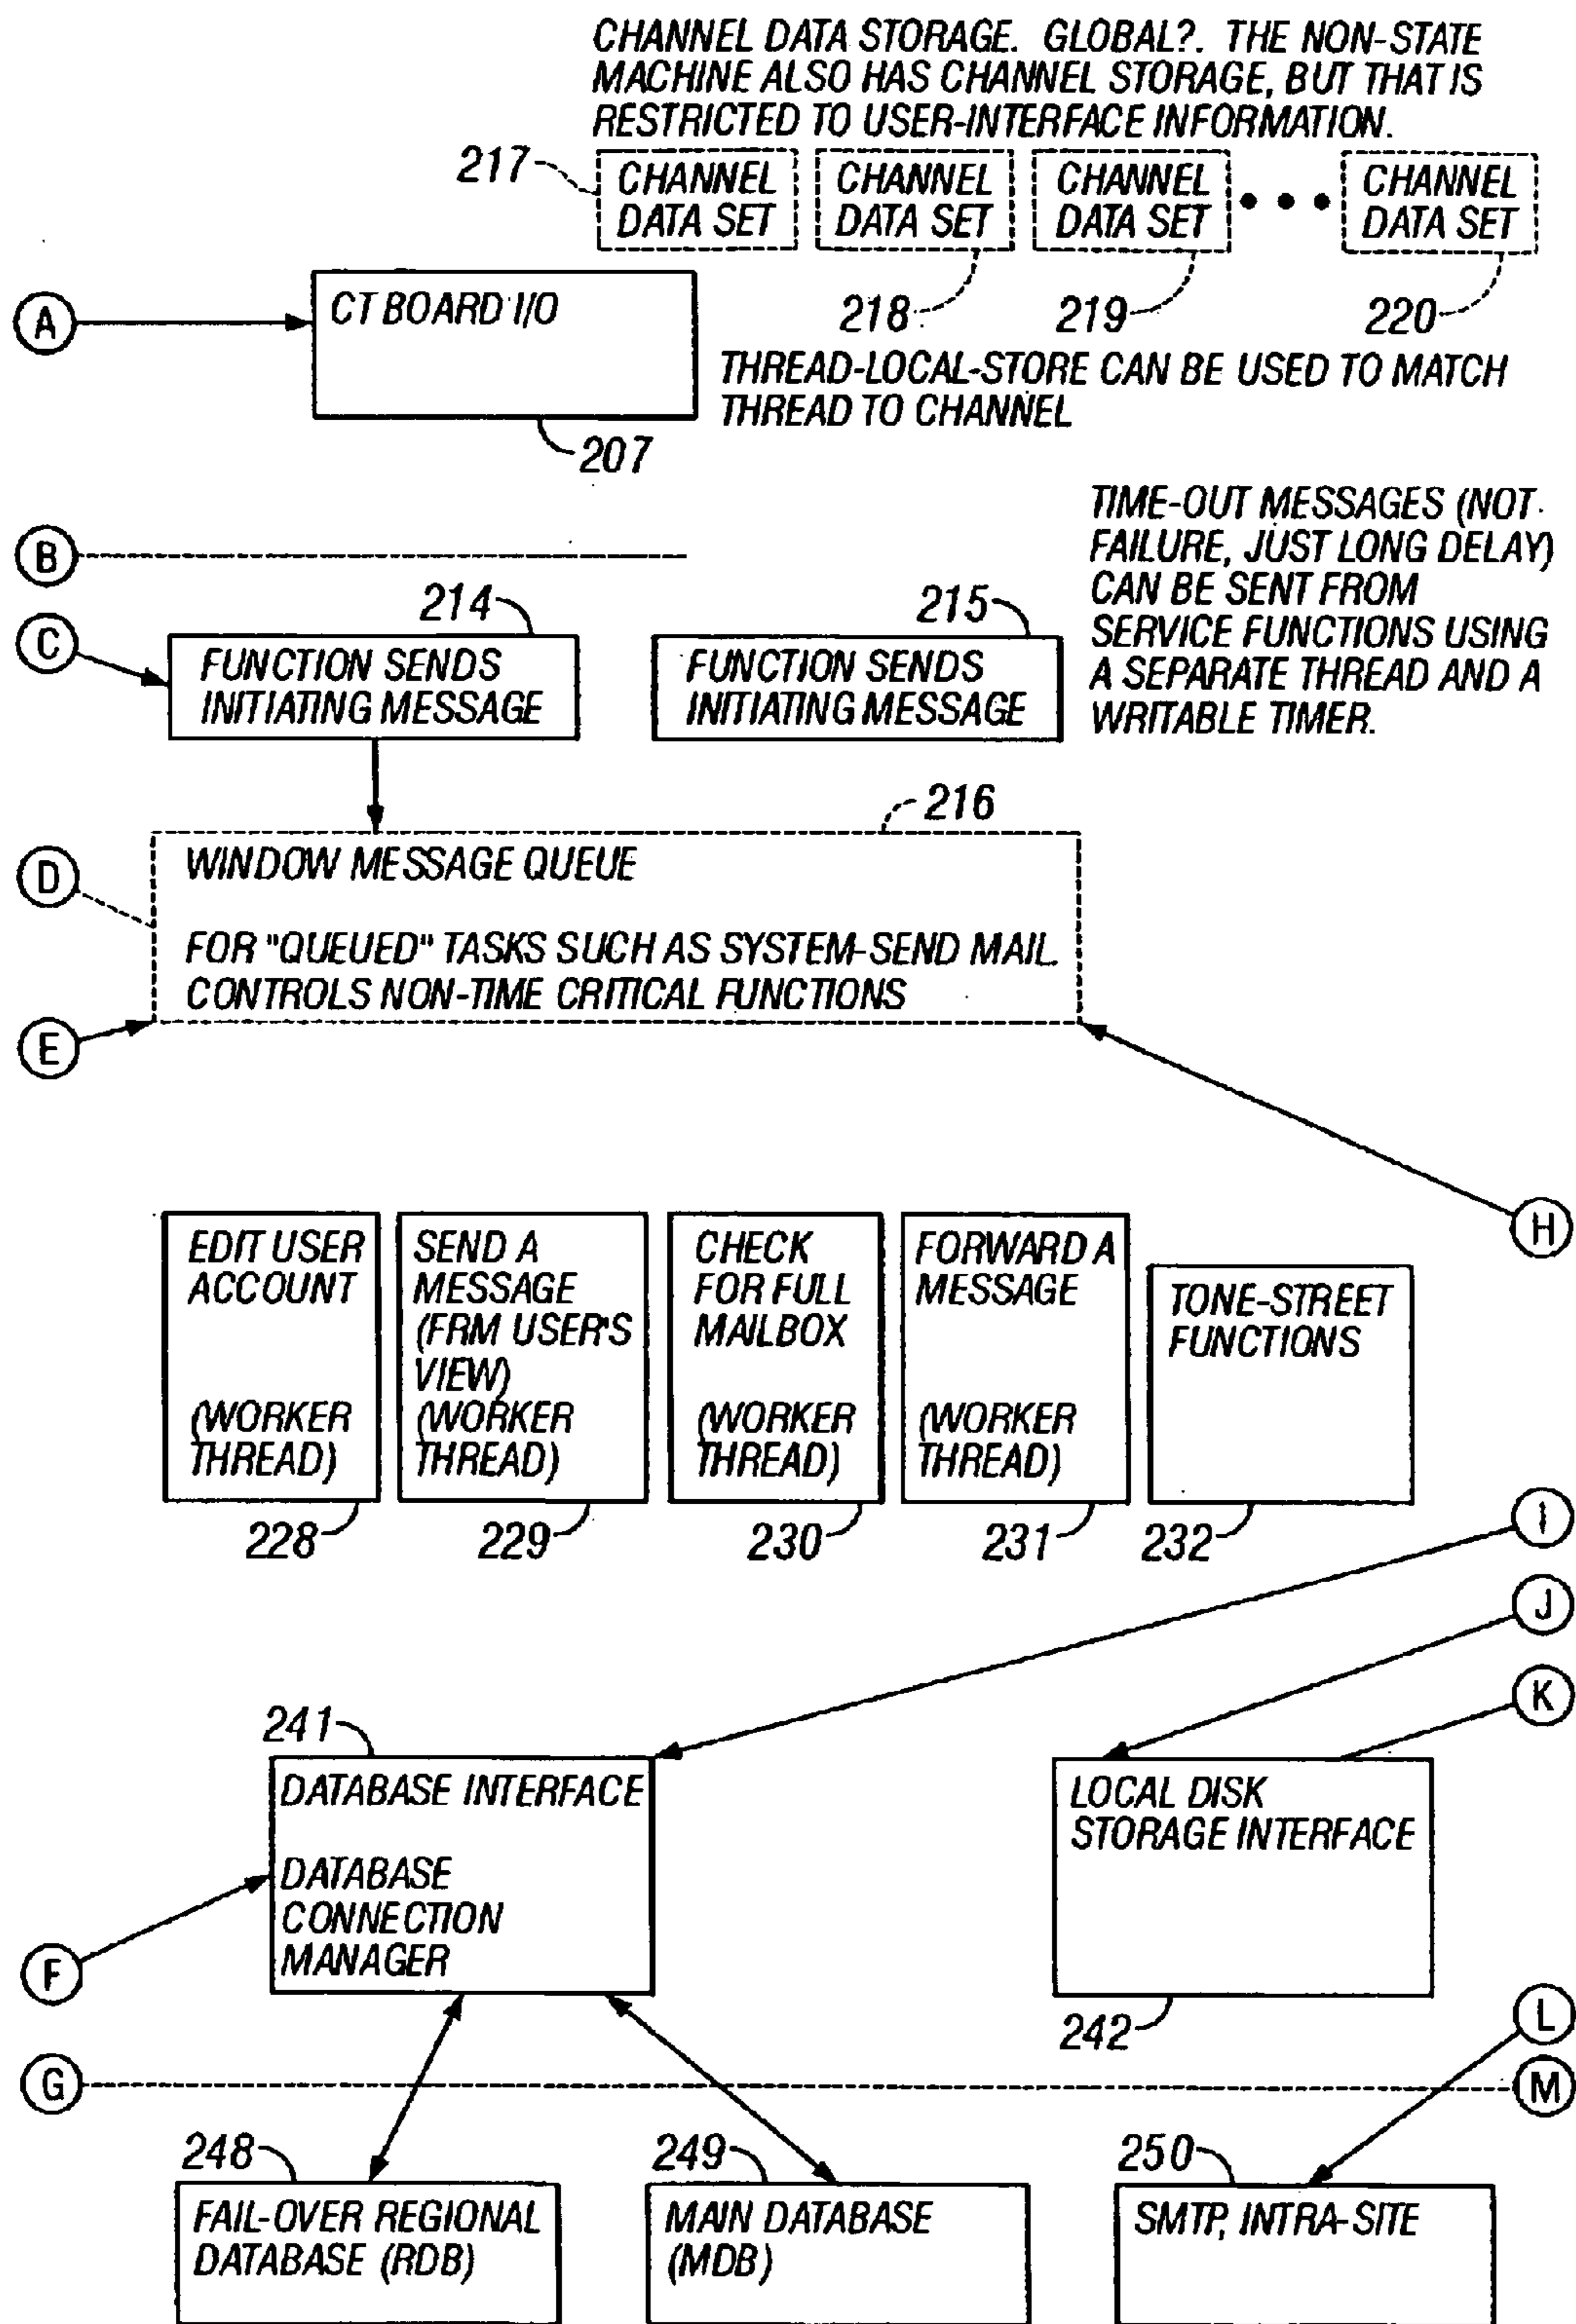 CHANNEL DATA STORAGE. GLOBAL?. THE NON-STATE
MACHINE ALSO HAS CHANNEL STORAGE, BUT THAT IS
RESTRICTED TO USER-INTERFACE INFORMATION.
217
CHANNEL
DATA SET
CHANNEL
DATA SET
CHANNEL
DATA SET
CHANNEL
DATA SET
218
219
220
A
CT BOARD I/O
207
THREAD-LOCAL-STORE CAN BE USED TO MATCH
THREAD TO CHANNEL
TIME-OUT MESSAGES (NOT
FAILURE, JUST LONG DELAY)
CAN BE SENT FROM
SERVICE FUNCTIONS USING
A SEPARATE THREAD AND A
WRITABLE TIMER.
B
C
214
FUNCTION SENDS
INITIATING MESSAGE
215
FUNCTION SENDS
INITIATING MESSAGE
216
D
WINDOW MESSAGE QUEUE
FOR "QUEUED" TASKS SUCH AS SYSTEM-SEND MAIL.
CONTROLS NON-TIME CRITICAL FUNCTIONS
E
H
EDIT USER
ACCOUNT
(WORKER
THREAD)
228
SEND A
MESSAGE
(FRM USER'S
VIEW)
(WORKER
THREAD)
229
CHECK
FOR FULL
MAILBOX
(WORKER
THREAD)
230
FORWARD A
MESSAGE
(WORKER
THREAD)
231
TONE-STREET
FUNCTIONS
232
I
J
K
241
DATABASE INTERFACE
DATABASE
CONNECTION
MANAGER
LOCAL DISK
STORAGE INTERFACE
242
F
L
G
M
248
FAIL-OVER REGIONAL
DATABASE (RDB)
249
MAIN DATABASE
(MDB)
250
SMTP, INTRA-SITE